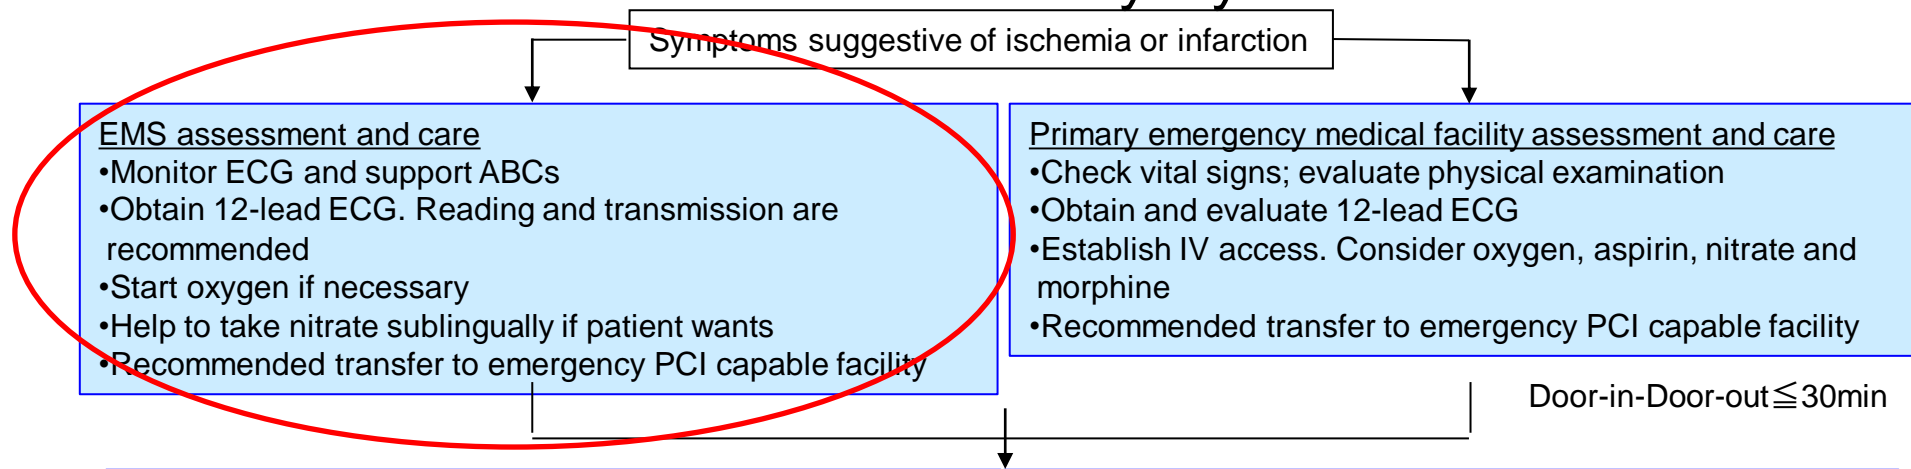 Symptoms suggestive of ischemia or infarction
EMS assessment and care
•Monitor ECG and support ABCs
•Obtain 12-lead ECG. Reading and transmission are
recommended
•Start oxygen if necessary
•Help to take nitrate sublingually if patient wants
•Recommended transfer to emergency PCI capable facility
Primary emergency medical facility assessment and care
•Check vital signs; evaluate physical examination
•Obtain and evaluate 12-lead ECG
•Establish IV access. Consider oxygen, aspirin, nitrate and
morphine
•Recommended transfer to emergency PCI capable facility
Door-in-Door-out≦30min